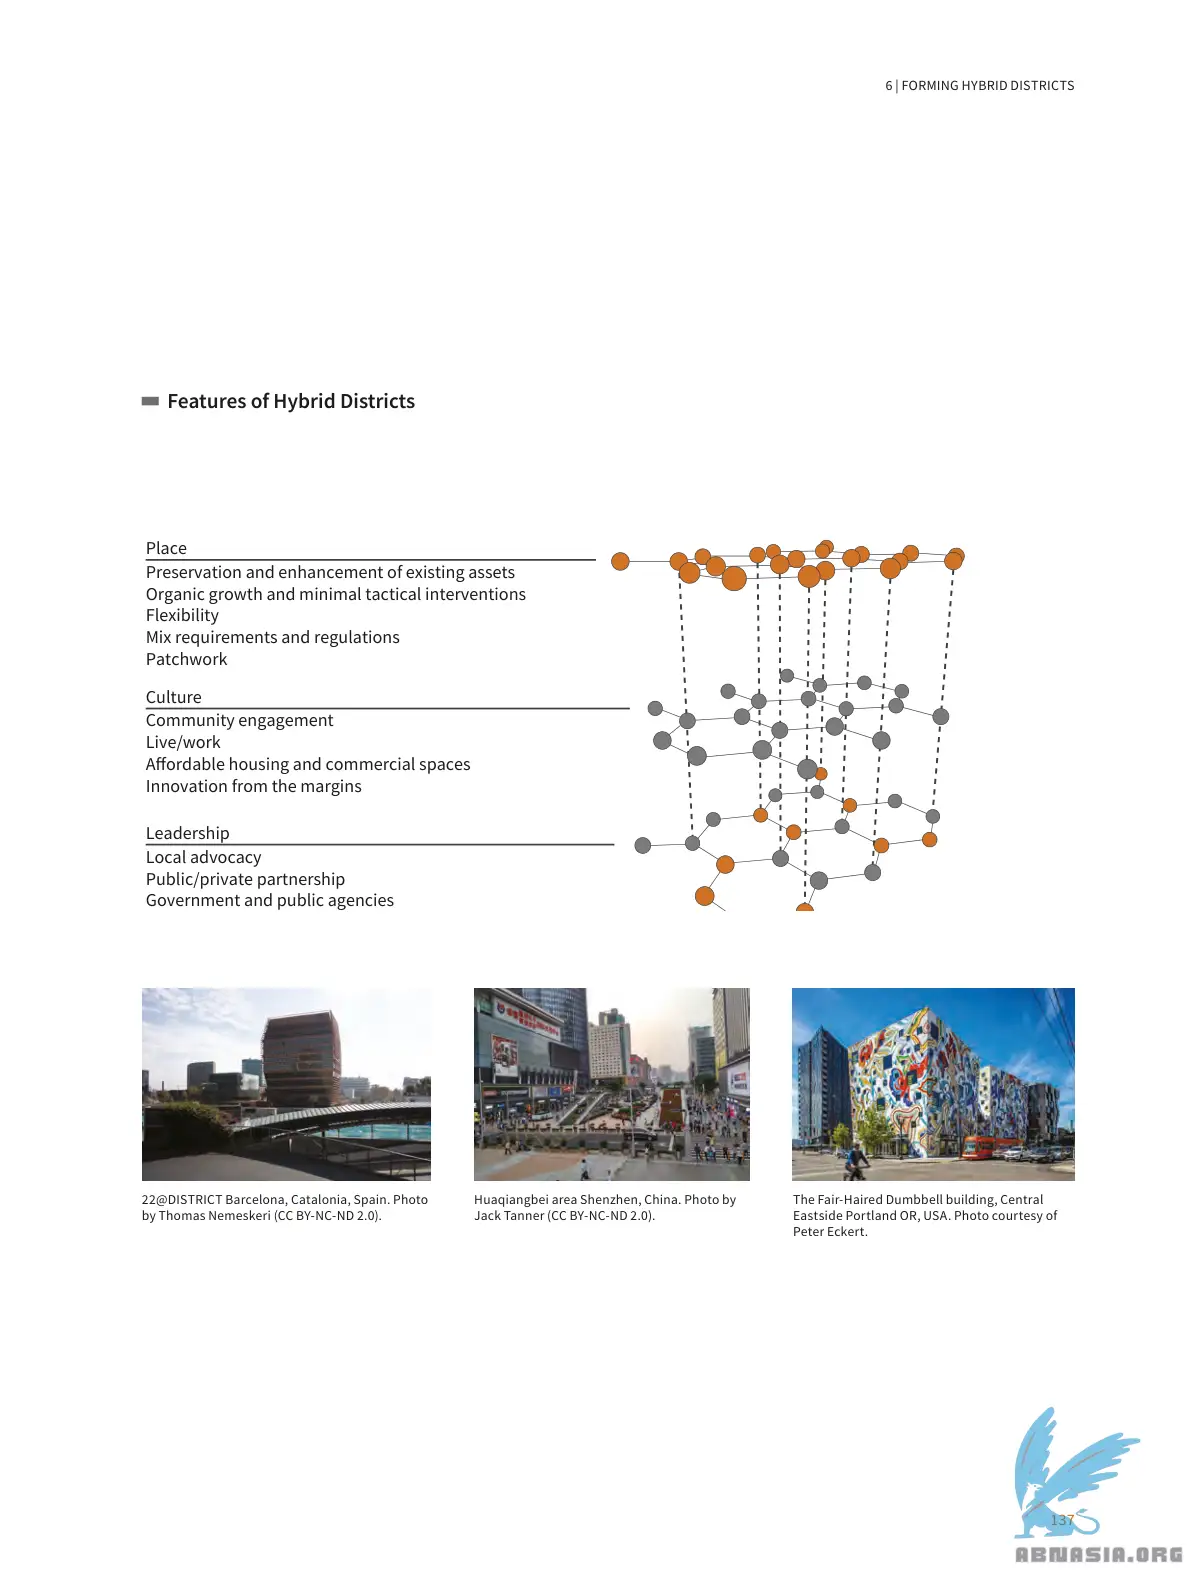 6 | FORMING HYBRID DISTRICTS
Features of Hybrid Districts
Place
Preservation and enhancement of existing assets
Organic growth and minimal tactical interventions
Flexibility
Mix requirements and regulations
Patchwork
Culture
Community engagement
Live/work
Affordable housing and commercial spaces
Innovation from the margins
Leadership
Local advocacy
Public/private partnership
Government and public agencies
22@DISTRICT Barcelona, Catalonia, Spain. Photo
by Thomas Nemeskeri (CC BY-NC-ND 2.0).
Huaqiangbei area Shenzhen, China. Photo by
Jack Tanner (CC BY-NC-ND 2.0).
The Fair-Haired Dumbbell building, Central
Eastside Portland OR, USA. Photo courtesy of
Peter Eckert.
137
ABNASIA.ORG